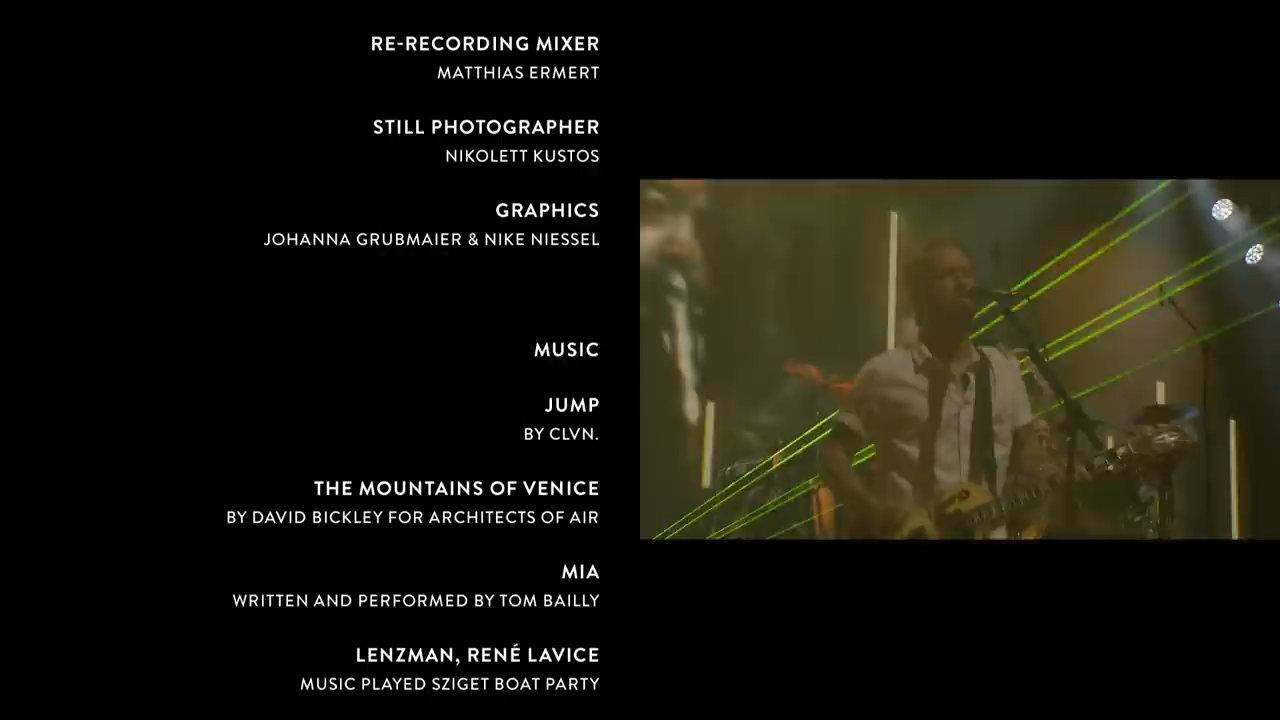 RE-RECORDING MIXER
MATTHIAS ERMERT
STILL PHOTOGRAPHER
NIKOLETT KUSTOS
GRAPHICS
JOHANNA GRUBMAIER & NIKE NIESSEL
MUSIC
JUMP
BY CLVN.
THE MOUNTAINS OF VENICE
BY DAVID BICKLEY FOR ARCHITECTS OF AIR
MIA
WRITTEN AND PERFORMED BY TOM BAILLY
LENZMAN, RENÉ LAVICE
MUSIC PLAYED SZIGET BOAT PARTY